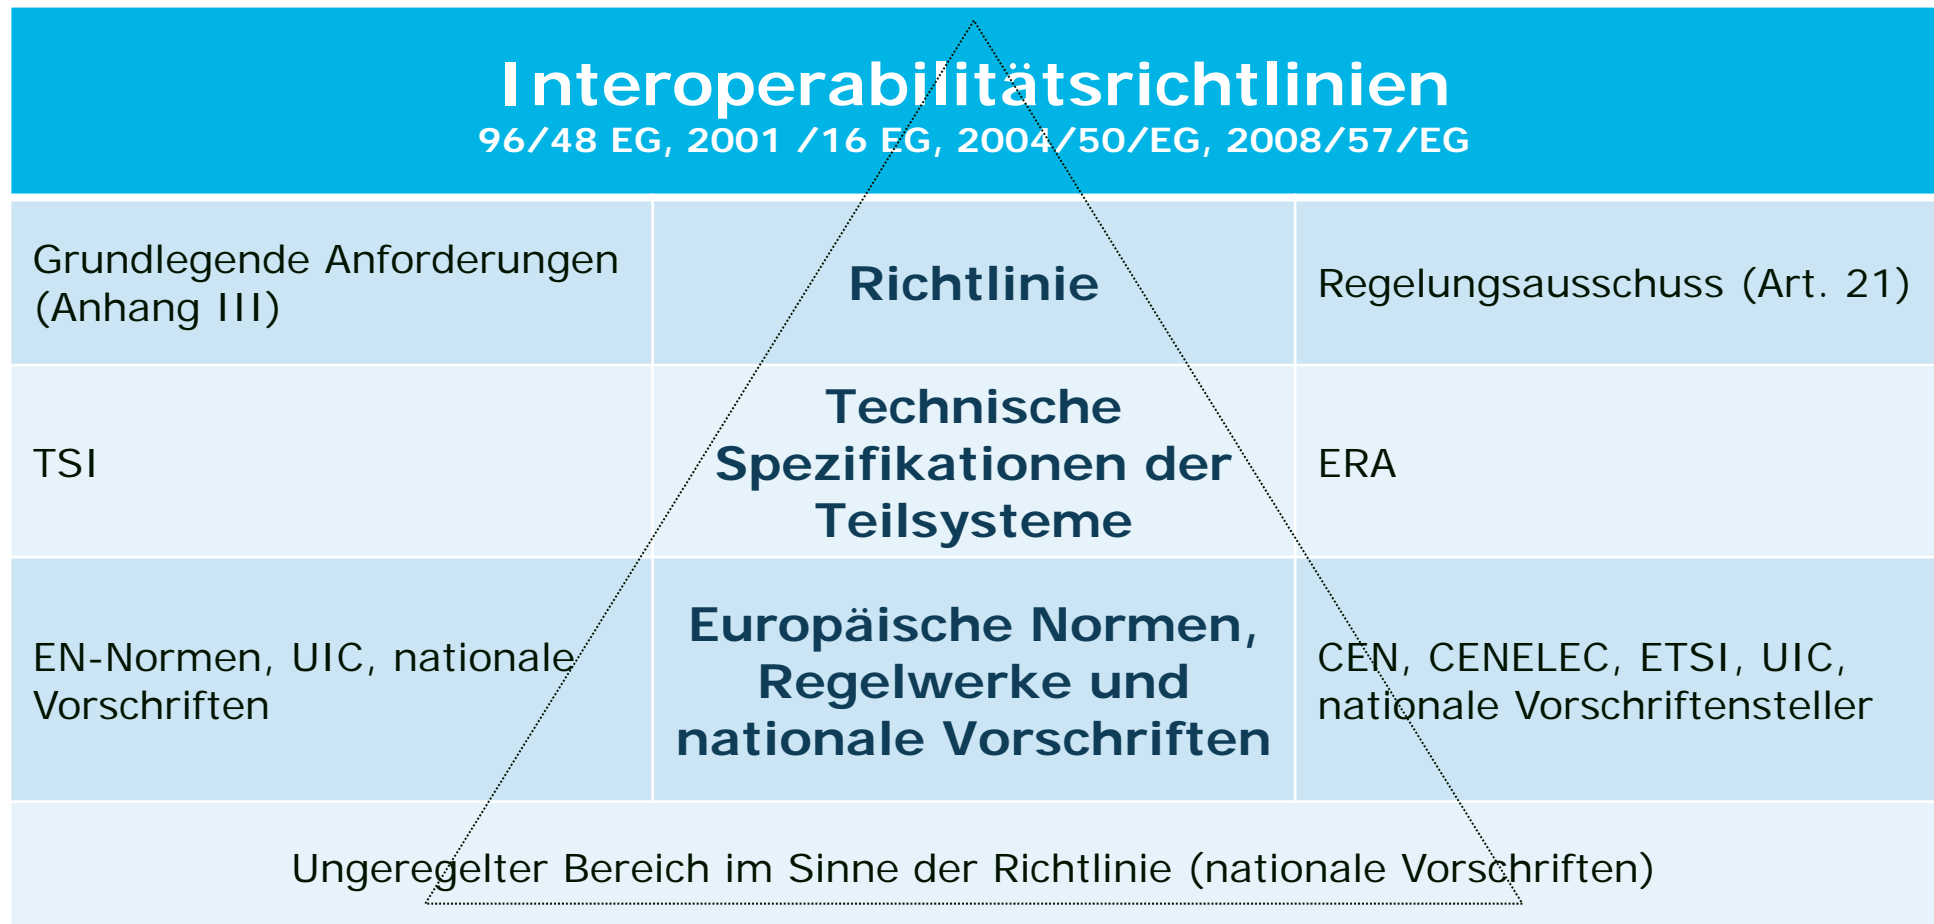 Interoperabilitätsrichtlinien
96/48 EG, 2001 /16 EG, 2004/50/EG, 2008/57/EG
Grundlegende Anforderungen
(Anhang III)
Richtlinie
Regelungsausschuss (Art. 21)
TSI
Technische
Spezifikationen der
Teilsysteme
ERA
EN-Normen, UIC, nationale
Vorschriften
Europäische Normen,
Regelwerke und
nationale Vorschriften
CEN, CENELEC, ETSI, UIC,
nationale Vorschriftensteller
Ungeregelter Bereich im Sinne der Richtlinie (nationale Vorschriften)